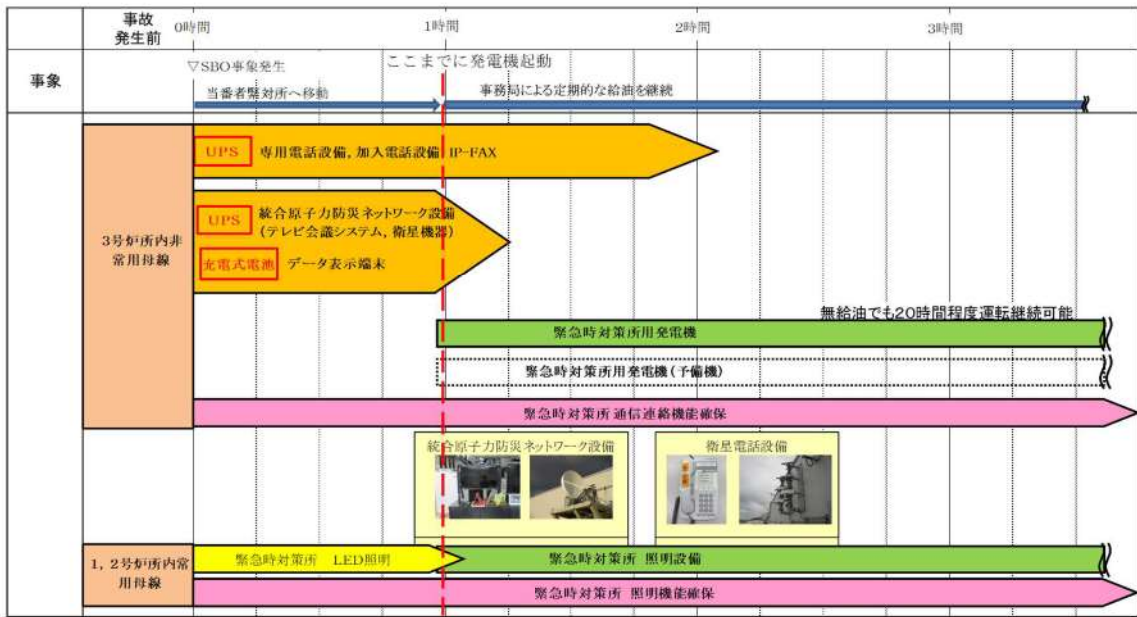 事故
発生前
0時間
1時間
2時間
3時間
事象
▽SBO事象発生
ここまでに発電機起動
当番者緊対所へ移動
事務局による定期的な給油を継続
3号炉所内非
常用母線
UPS
専用電話設備，加入電話設備 IP-FAX
UPS
統合原子力防災ネットワーク設備
(テレビ会議システム，衛星機器)
充電式電池
データ表示端末
無給油でも20時間程度運転継続可能
緊急時対策所用発電機
緊急時対策所用発電機(予備機)
緊急時対策所 通信連絡機能確保
統合原子力防災ネットワーク設備
衛星電話設備
1，2号炉所内常
用母線
緊急時対策所 LED照明
緊急時対策所 照明設備
緊急時対策所 照明機能確保